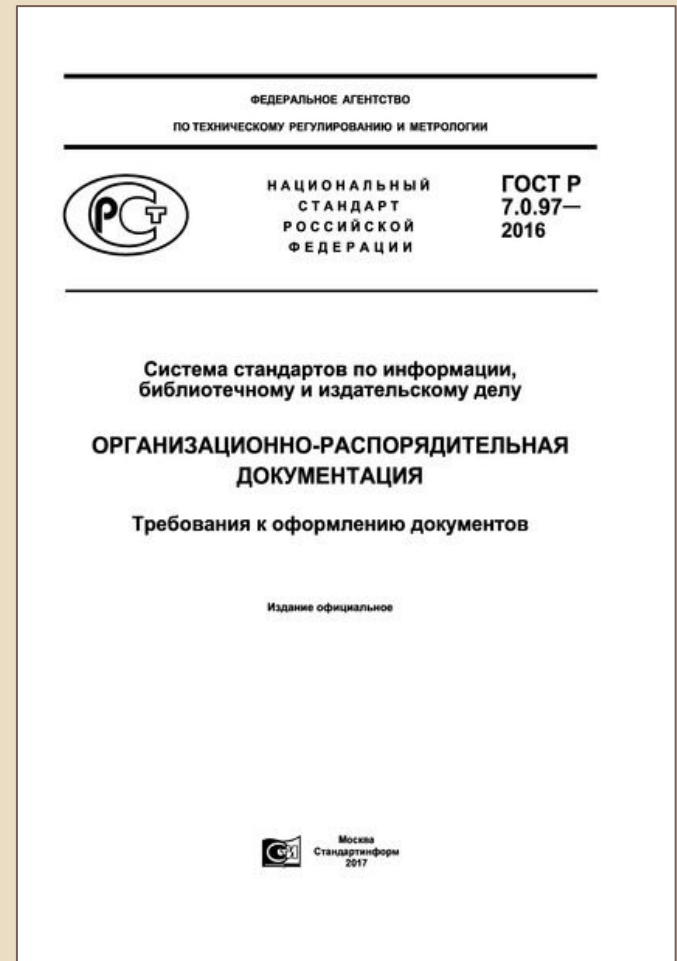 ФЕДЕРАЛЬНОЕ АГЕНТСТВО
ПО ТЕХНИЧЕСКОМУ РЕГУЛИРОВАНИЮ И МЕТРОЛОГИИ
РСТ
НАЦИОНАЛЬНЫЙ
СТАНДАРТ
РОССИЙСКОЙ
ФЕДЕРАЦИИ
ГОСТ Р
7.0.97—
2016
Система стандартов по информации,
библиотечному и издательскому делу
ОРГАНИЗАЦИОННО-РАСПОРЯДИТЕЛЬНАЯ
ДОКУМЕНТАЦИЯ
Требования к оформлению документов
Издание официальное
Москва
Стандартинформ
2017